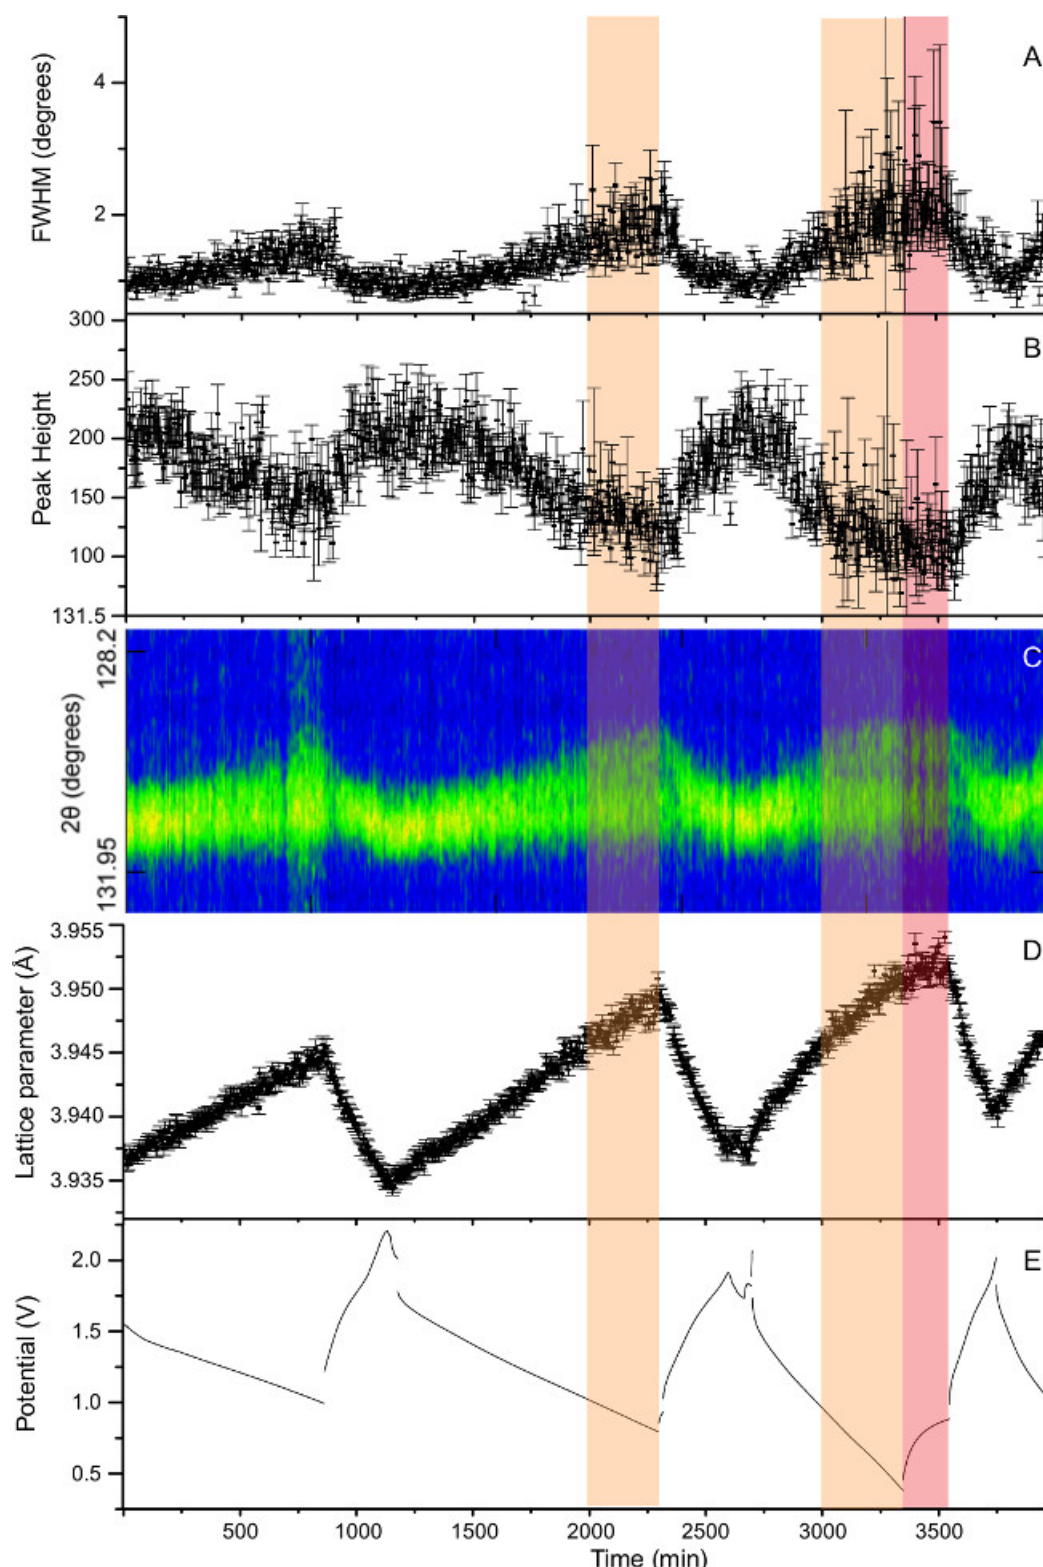 A
FWHM (degrees)
4
2
300
B
Peak Height
250
200
150
100
131.5
C
2θ (degrees)
128.2
131.95
3.955
D
Lattice parameter (Å)
3.950
3.945
3.940
3.935
E
Potential (V)
2.0
1.5
1.0
0.5
500 1000 1500 2000 2500 3000 3500
Time (min)